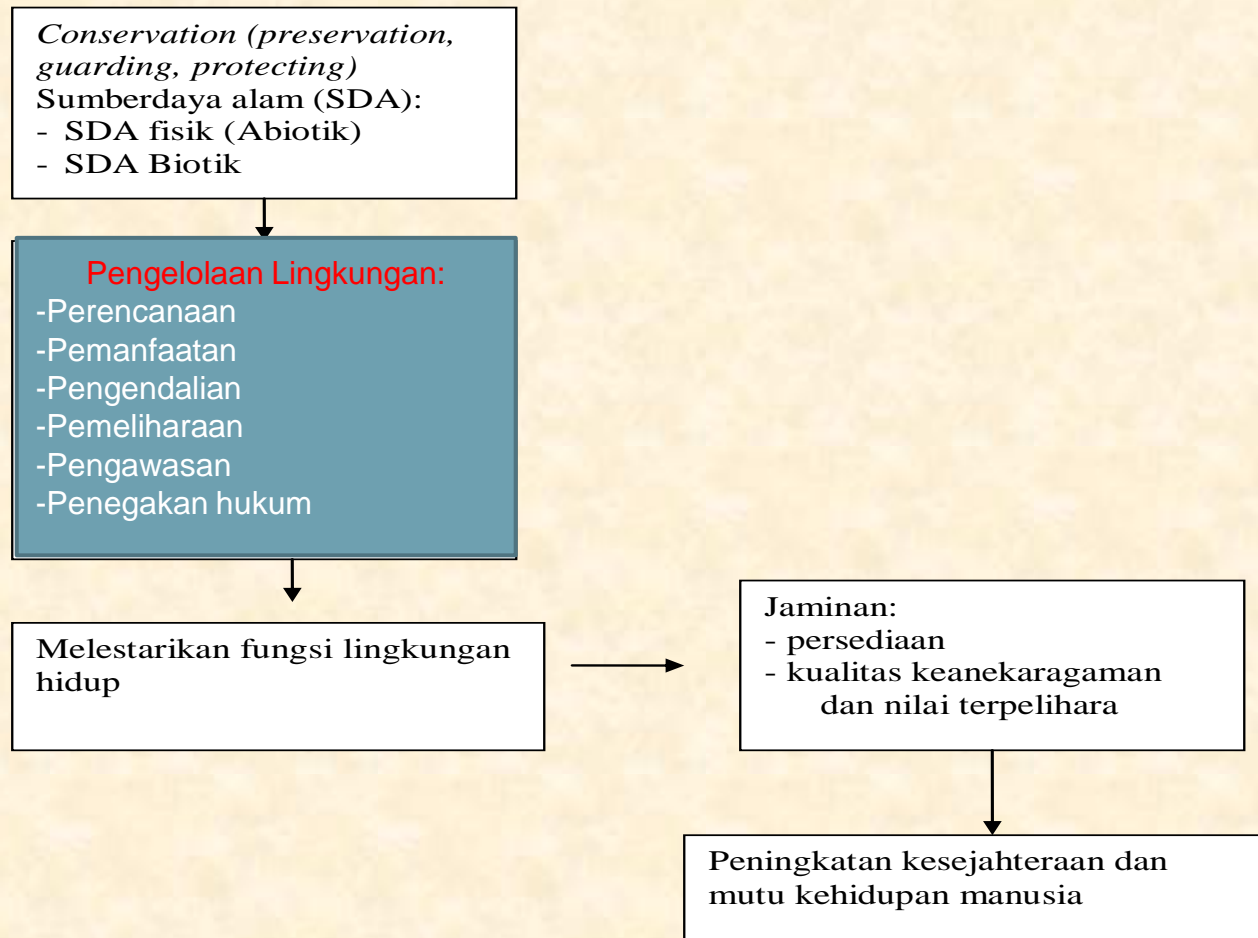 Conservation (preservation,
guarding, protecting)
Sumberdaya alam (SDA):
- SDA fisik (Abiotik)
- SDA Biotik
Pengelolaan Lingkungan:
-Perencanaan
-Pemanfaatan
-Pengendalian
-Pemeliharaan
-Pengawasan
-Penegakan hukum
Melestarikan fungsi lingkungan
hidup
Jaminan:
- persediaan
- kualitas keanekaragaman
dan nilai terpelihara
Peningkatan kesejahteraan dan
mutu kehidupan manusia